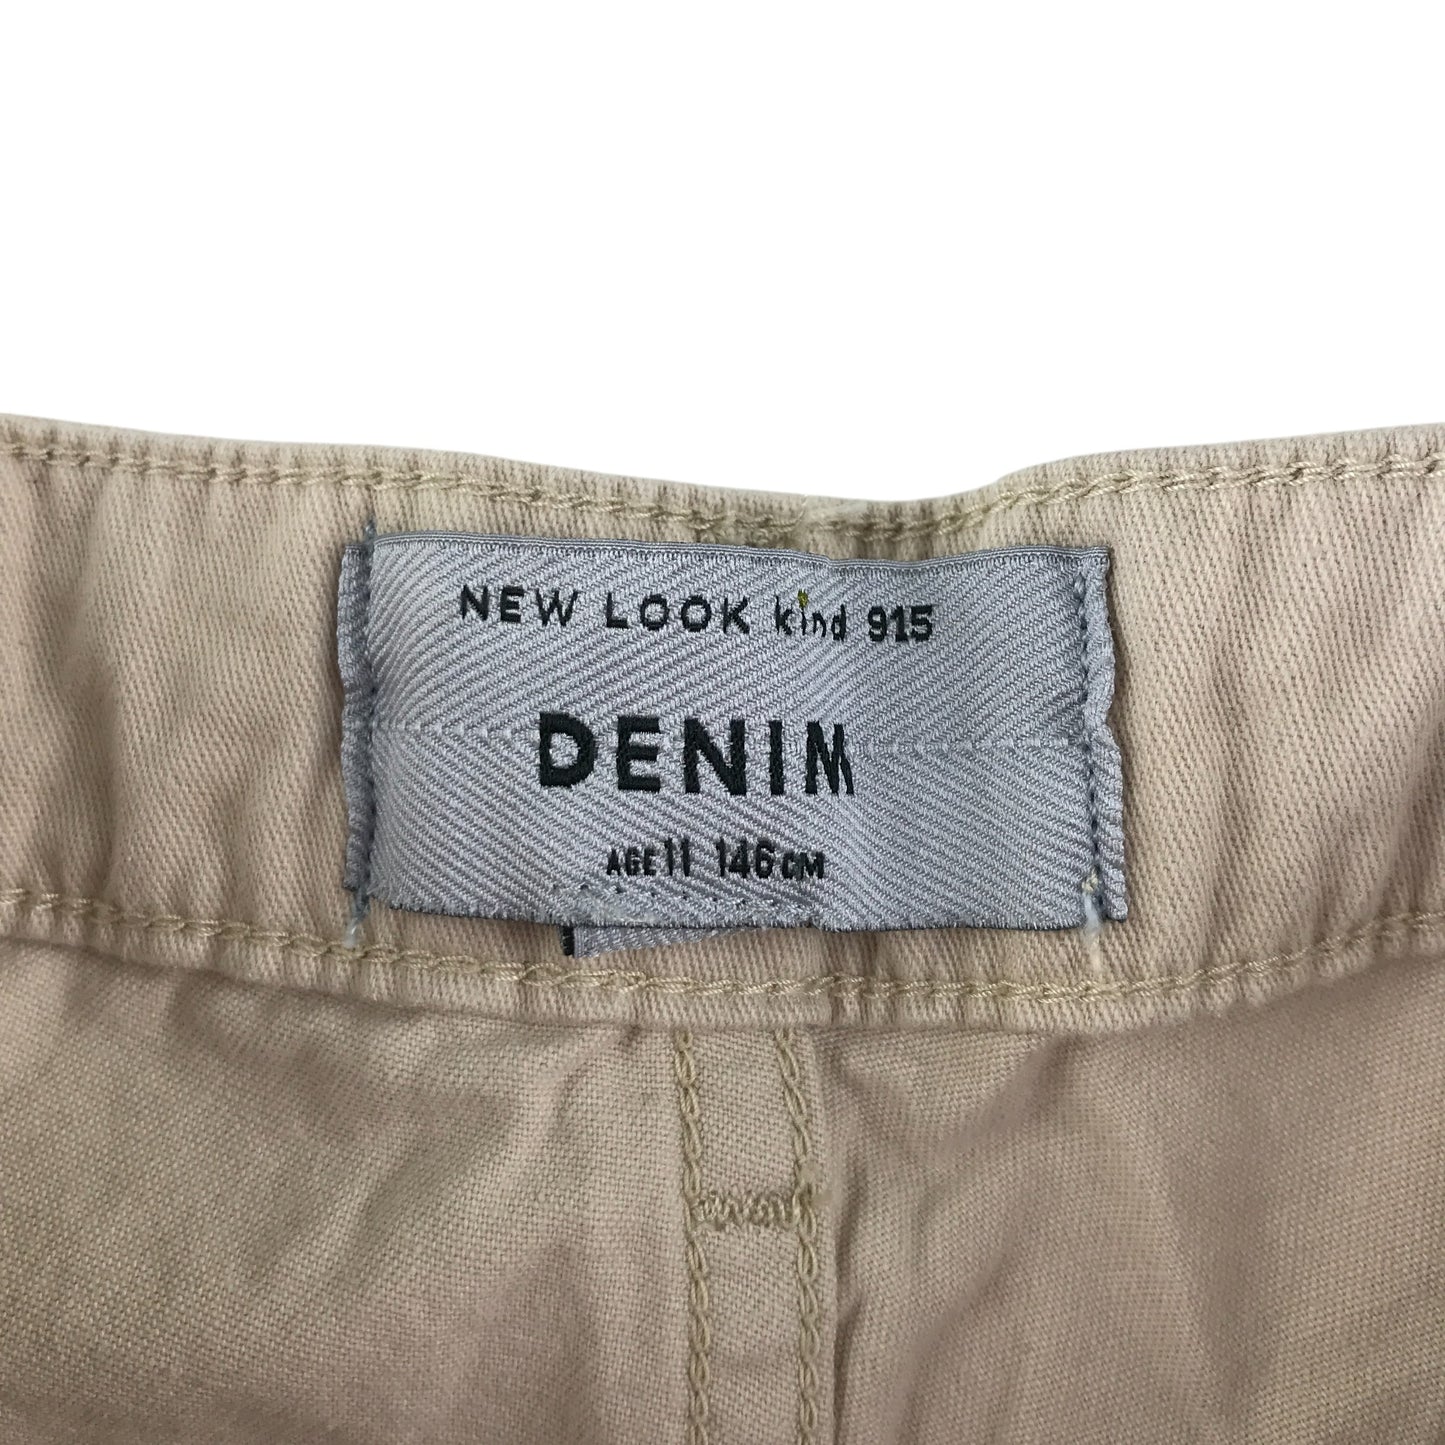 NEW LOOK kind 915
DENIM
AGE 11 146 CM